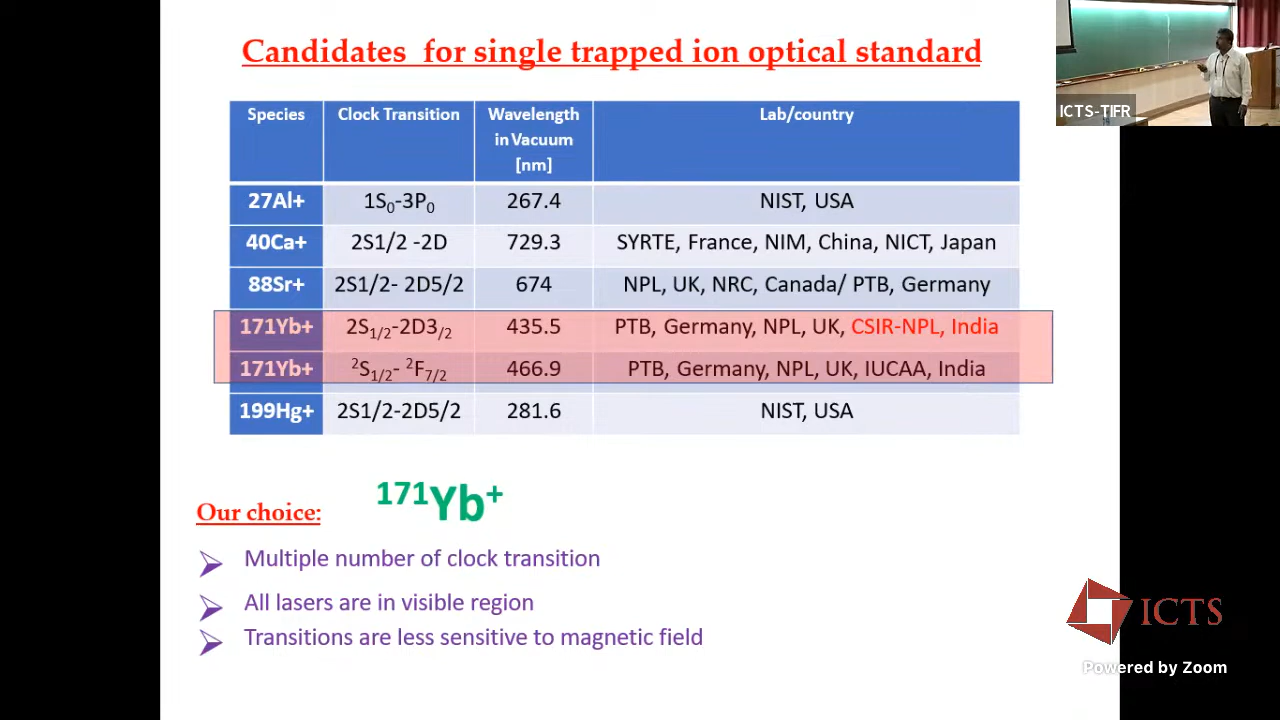 Candidates for single trapped ion optical standard
ICTS-TIFR
Species Clock Transition Wavelength in Vacuum [nm] Lab/country
27Al+ 1S0-3P0 267.4 NIST, USA
40Ca+ 2S1/2 -2D 729.3 SYRTE, France, NIM, China, NICT, Japan
88Sr+ 2S1/2- 2D5/2 674 NPL, UK, NRC, Canada/ PTB, Germany
171Yb+ 2S1/2-2D3/2 435.5 PTB, Germany, NPL, UK, CSIR-NPL, India
171Yb+ ²S1/2- ²F7/2 466.9 PTB, Germany, NPL, UK, IUCAA, India
199Hg+ 2S1/2-2D5/2 281.6 NIST, USA
Our choice: ¹⁷¹Yb⁺
Multiple number of clock transition
All lasers are in visible region
Transitions are less sensitive to magnetic field
ICTS
Powered by Zoom